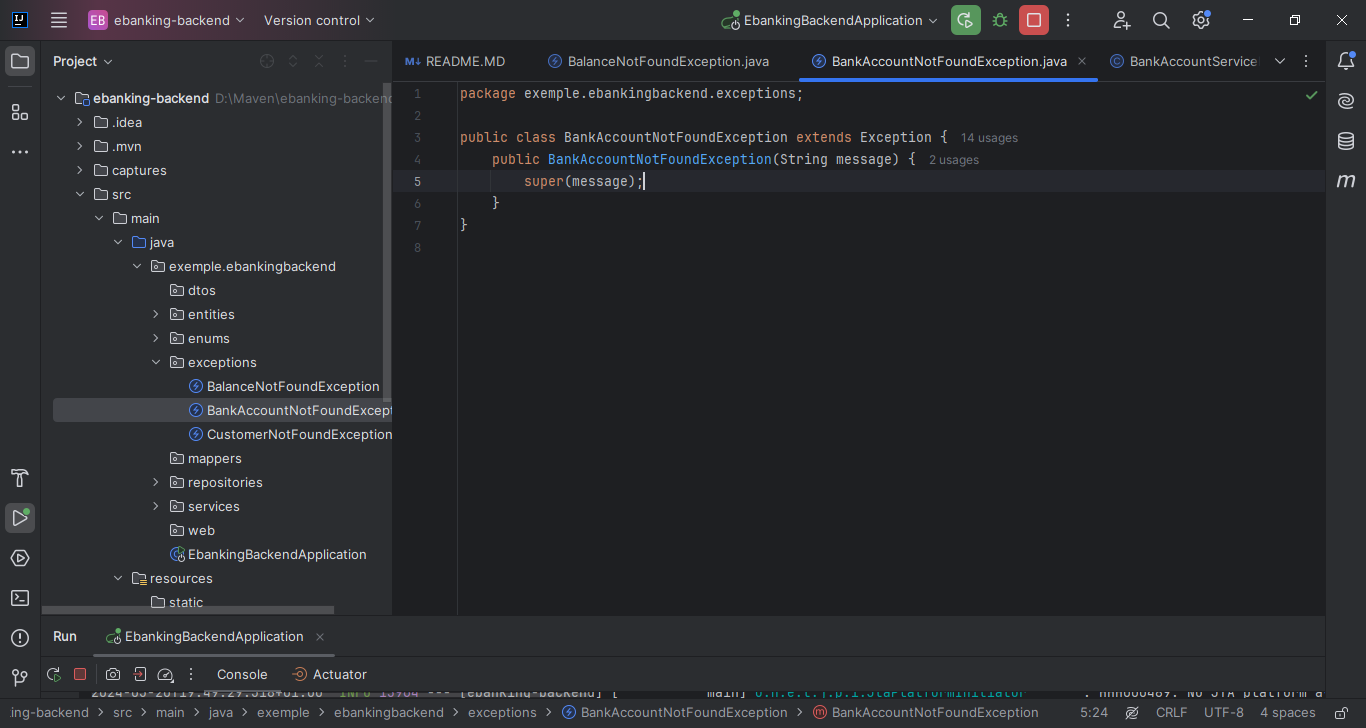 EB ebanking-backend Version control EbankingBackendApplication
Project
README.MD BalanceNotFoundException.java BankAccountNotFoundException.java BankAccountService
ebanking-backend D:\Maven\ebanking-backend
.idea
.mvn
captures
src
main
java
exemple.ebankingbackend
dtos
entities
enums
exceptions
BalanceNotFoundException
BankAccountNotFoundExcept
CustomerNotFoundException
mappers
repositories
services
web
EbankingBackendApplication
resources
static
1 package exemple.ebankingbackend.exceptions;
2
3 public class BankAccountNotFoundException extends Exception { 14 usages
4 public BankAccountNotFoundException(String message) { 2 usages
5 super(message);
6 }
7 }
8
Run EbankingBackendApplication
Console Actuator
[ebanking-backend] [ main]
.ing-backend > src > main > java > exemple > ebankingbackend > exceptions > BankAccountNotFoundException > BankAccountNotFoundException 5:24 CRLF UTF-8 4 spaces